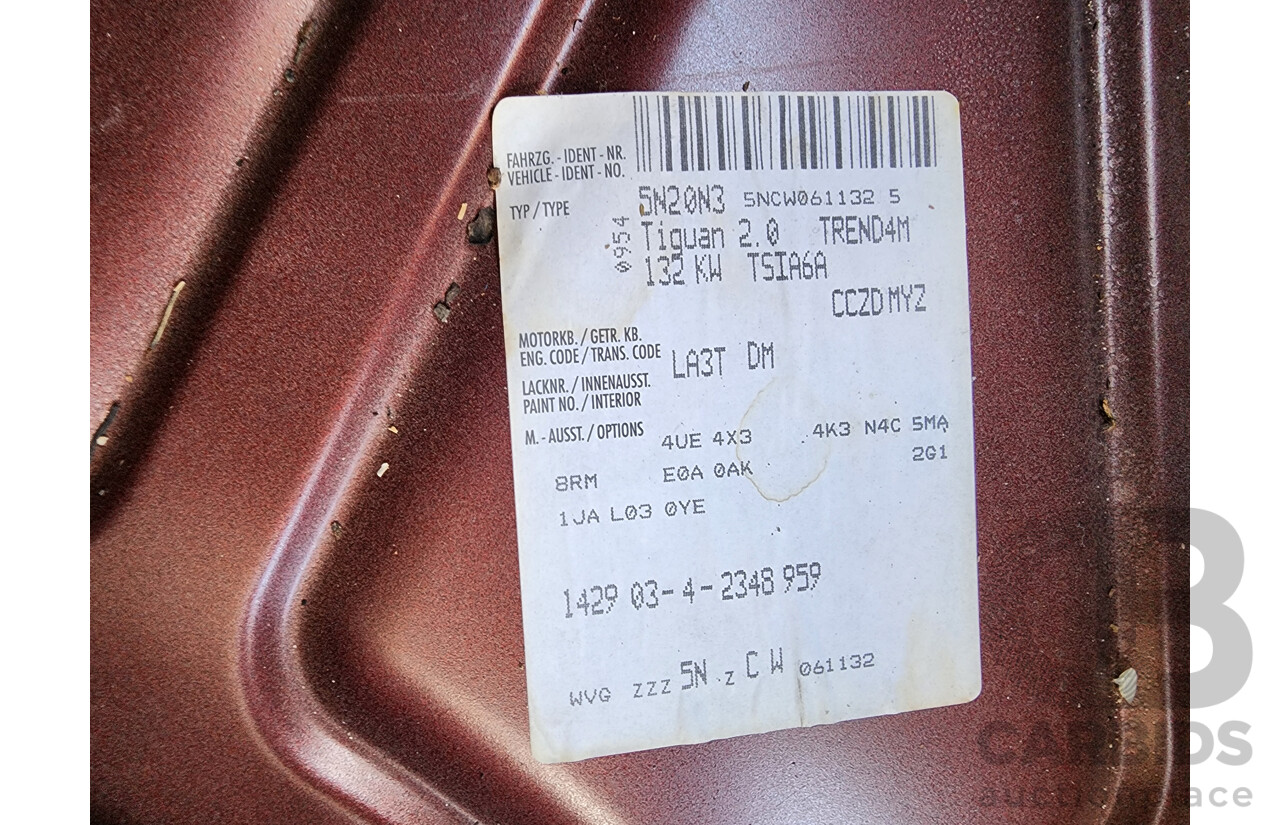 FAHRZG. - IDENT - NR.
VEHICLE - IDENT - NO.
TYP / TYPE
5N20N3 5NCW061132 5
0954
Tiguan 2.0 TREND4M
132 KW TSIA6A
CCZD MYZ
MOTORKB. / GETR. KB.
ENG. CODE / TRANS. CODE
LA3T DM
LACKNR. / INNENAUSST.
PAINT NO. / INTERIOR
M. - AUSST. / OPTIONS
4UE 4X3 4K3 N4C 5MA
8RM E0A 0AK 2G1
1JA L03 0YE
1429 03-4-2348 959
WVG ZZZ 5N z C W 061132
CARBIDS